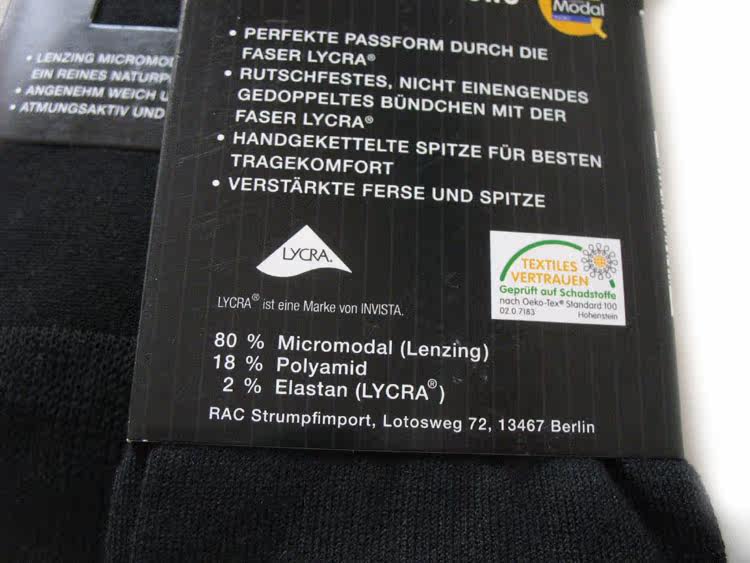 Modal
• LENZING MICROMO
EIN REINES NATURP
• ANGENEHM WEICH U
• ATMUNGSAKTIV UND
• PERFEKTE PASSFORM DURCH DIE
FASER LYCRA®
• RUTSCHFESTES, NICHT EINENGENDES
GEDOPPELTES BÜNDCHEN MIT DER
FASER LYCRA®
• HANDGEKETTELTE SPITZE FÜR BESTEN
TRAGEKOMFORT
• VERSTÄRKTE FERSE UND SPITZE
LYCRA.
LYCRA® ist eine Marke von INVISTA.
TEXTILES
VERTRAUEN
Geprüft auf Schadstoffe
nach Oeko-Tex® Standard 100
02.0.7183 Hohenstein
80 % Micromodal (Lenzing)
18 % Polyamid
2 % Elastan (LYCRA®)
RAC Strumpfimport, Lotosweg 72, 13467 Berlin